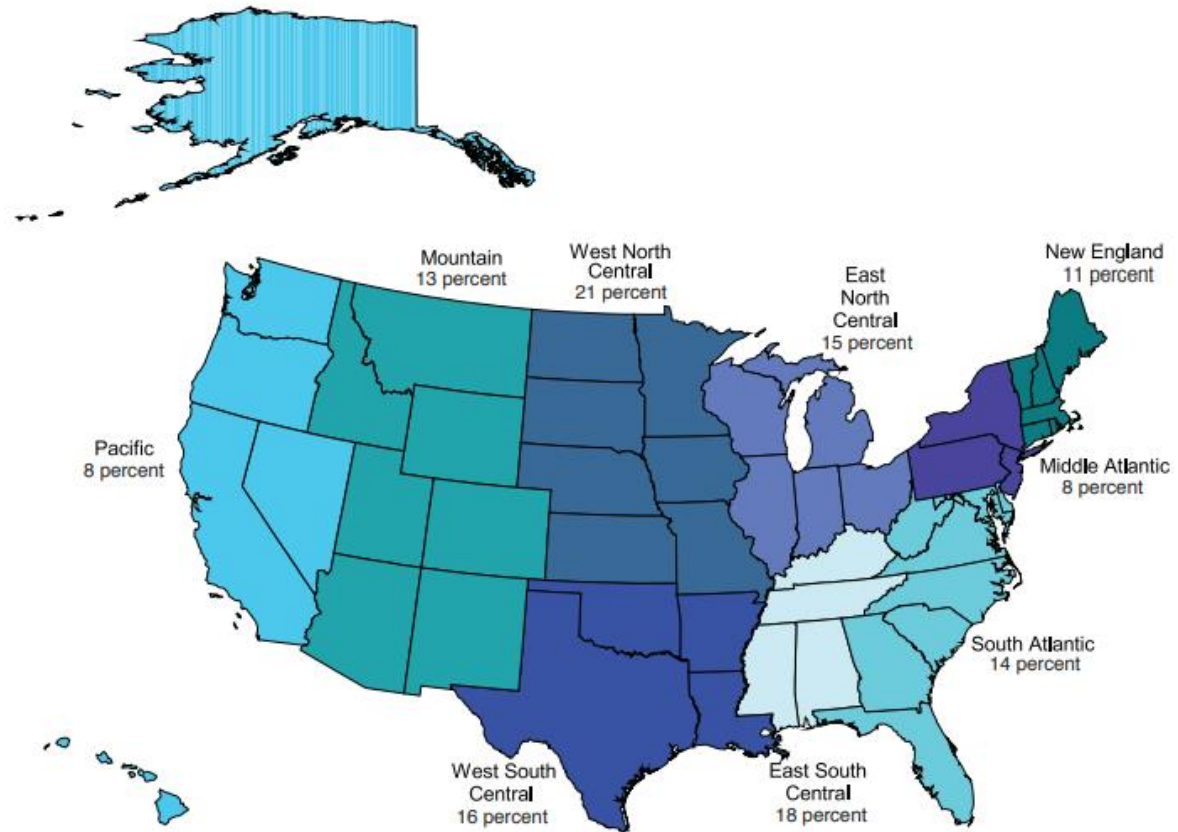 Mountain
13 percent
West North
Central
21 percent
East
North
Central
15 percent
New England
11 percent
Pacific
8 percent
Middle Atlantic
8 percent
South Atlantic
14 percent
West South
Central
16 percent
East South
Central
18 percent